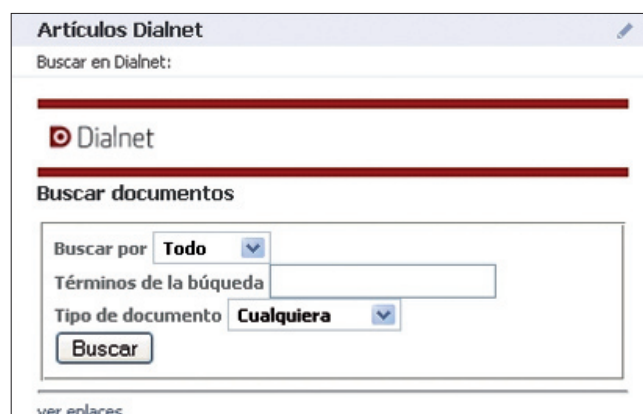 Artículos Dialnet
Buscar en Dialnet:
Dialnet
Buscar documentos
Buscar por Todo
Términos de la búqueda
Tipo de documento Cualquiera
Buscar
ver enlaces